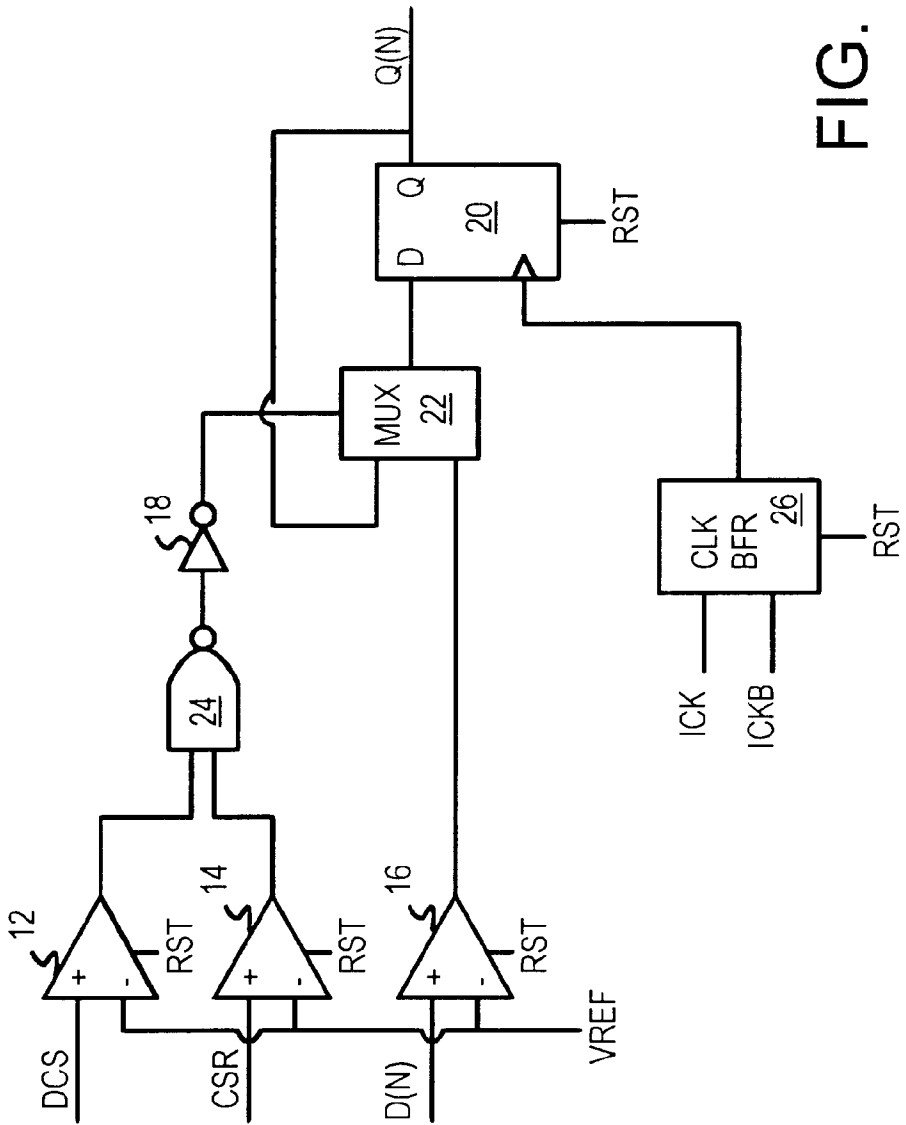 DCS
12
+
-
RST
CSR
14
+
-
RST
D(N)
16
+
-
RST
VREF
24
18
MUX
22
D
Q
20
RST
Q(N)
ICK
ICKB
CLK
BFR
26
RST
FIG.